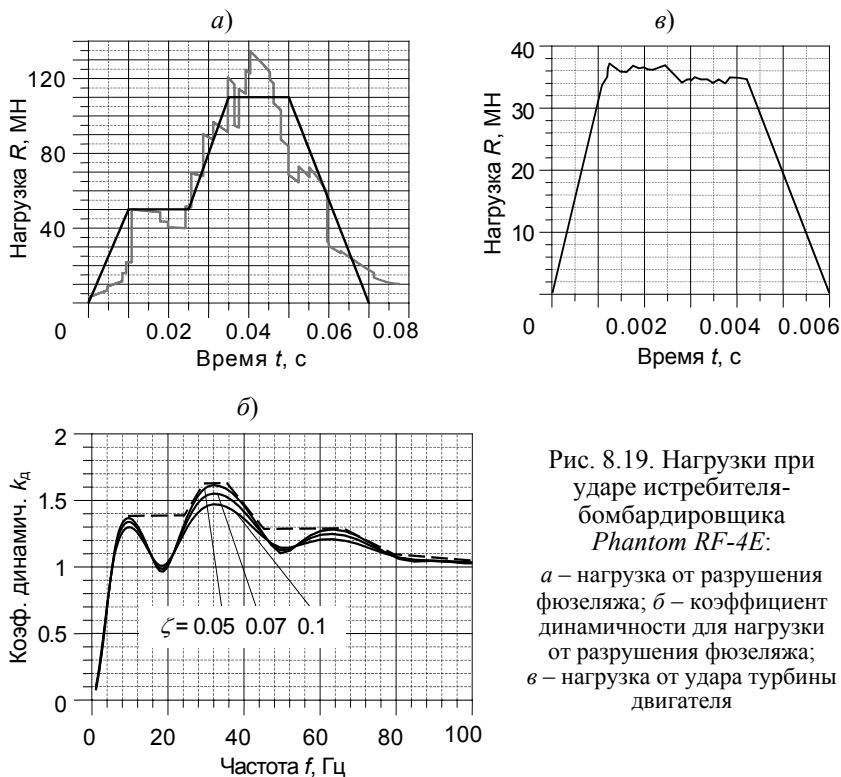 а)
Нагрузка R, МН
120
80
40
0
0.02
0.04
0.06
0.08
Время t, с
в)
Нагрузка R, МН
40
30
20
10
0
0.002
0.004
0.006
Время t, с
б)
Коэф. динамич. kд
2
1.5
1
0.5
0
ζ = 0.05 0.07 0.1
0 20 40 60 80 100
Частота f, Гц
Рис. 8.19. Нагрузки при
ударе истребителя-
бомбардировщика
Phantom RF-4E:
а – нагрузка от разрушения
фюзеляжа; б – коэффициент
динамичности для нагрузки
от разрушения фюзеляжа;
в – нагрузка от удара турбины
двигателя